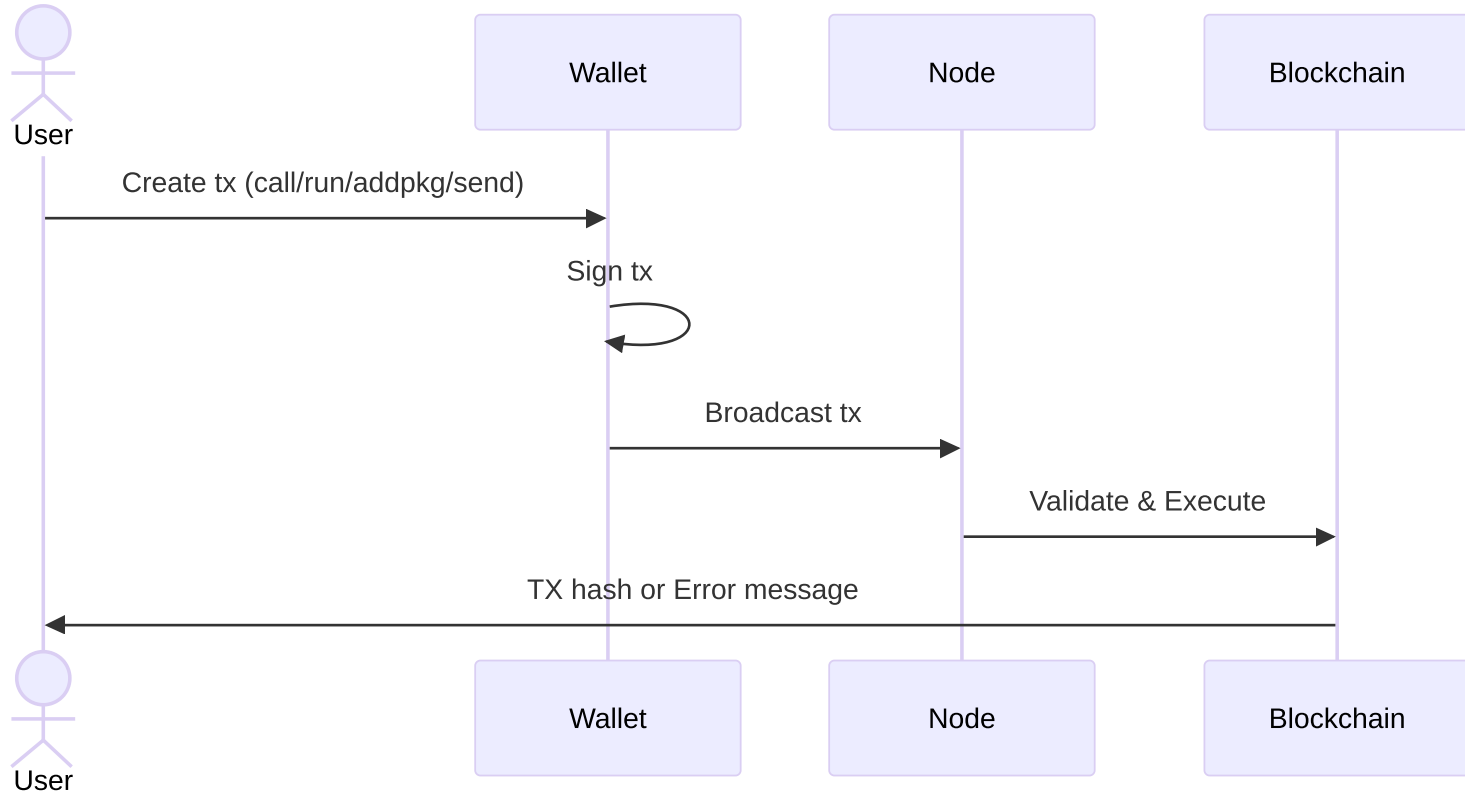 Wallet
Node
Blockchain
User
Create tx (call/run/addpkg/send)
Sign tx
Broadcast tx
Validate & Execute
TX hash or Error message
Wallet
Node
Blockchain
User